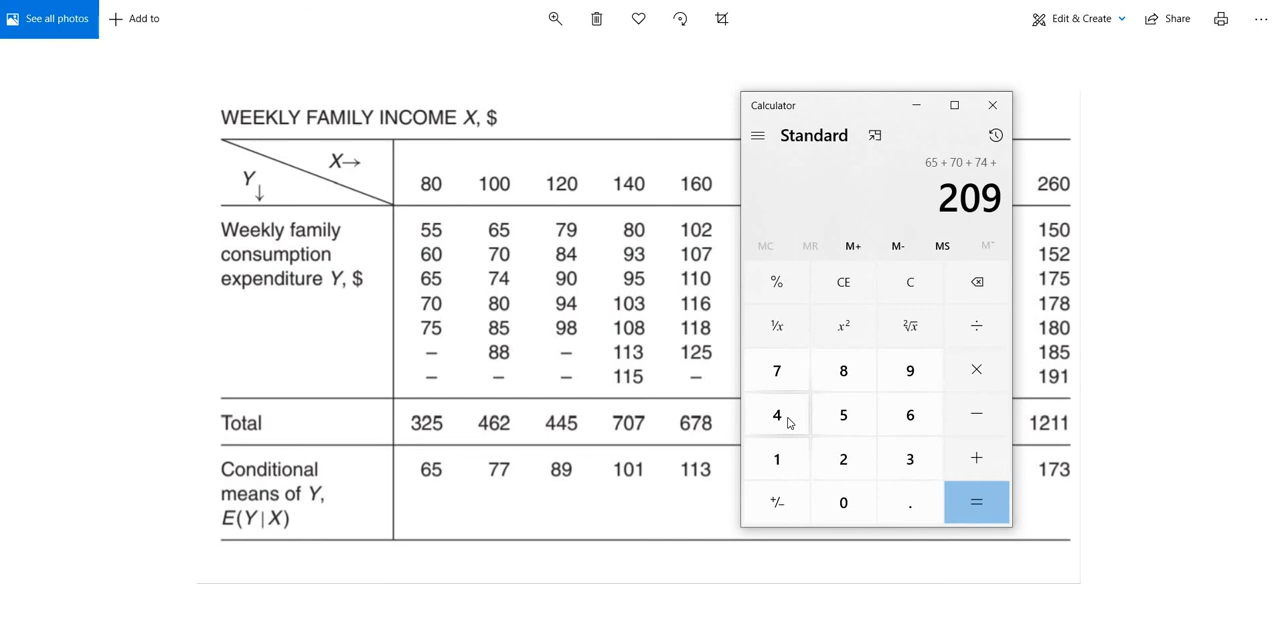 See all photos
Add to
Edit & Create
Share
WEEKLY FAMILY INCOME X, $
X→
Y
↓
80 100 120 140 160 260
Weekly family 55 65 79 80 102 150
consumption 60 70 84 93 107 152
expenditure Y, $ 65 74 90 95 110 175
70 80 94 103 116 178
75 85 98 108 118 180
– 88 – 113 125 185
– – – 115 – 191
Total 325 462 445 707 678 1211
Conditional 65 77 89 101 113 173
means of Y,
E(Y | X)
Calculator
Standard
65 + 70 + 74 +
209
MC MR M+ M- MS M˅
% CE C
1/x x² ²√x ÷
7 8 9 ×
4 5 6 −
1 2 3 +
+/− 0 . =